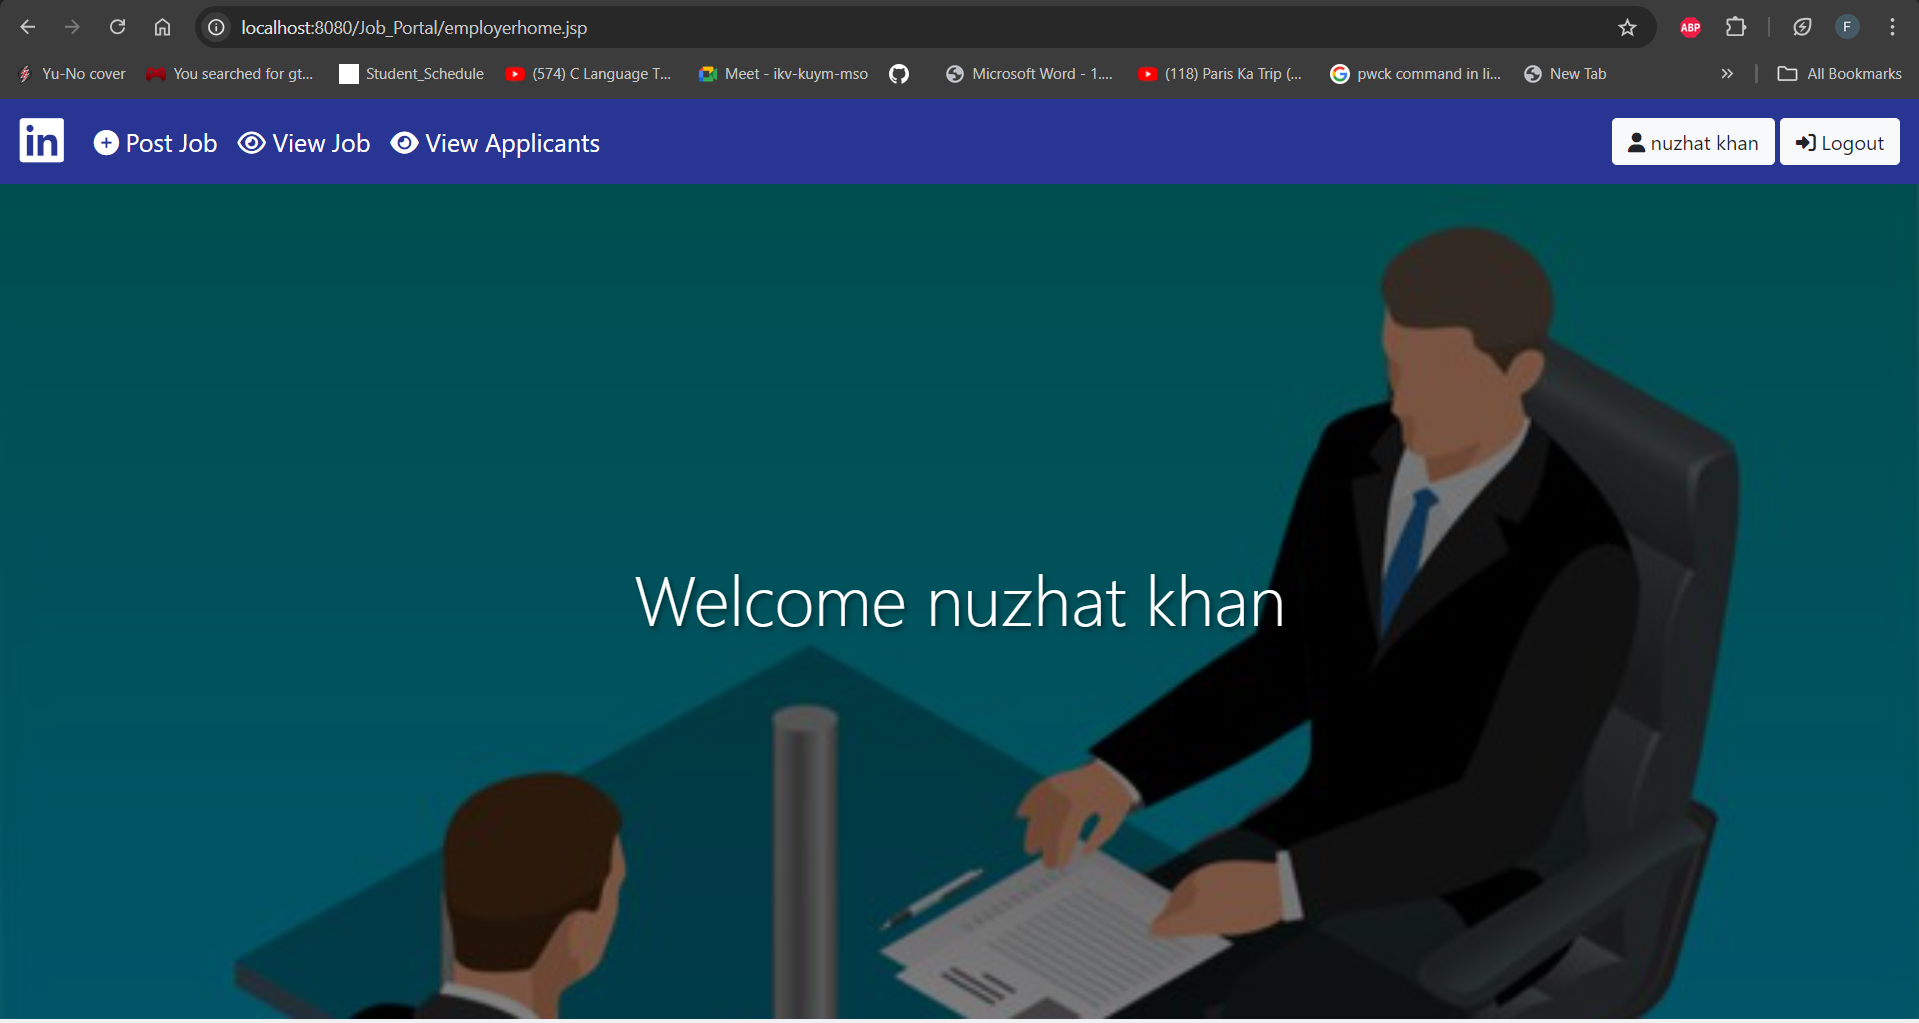 localhost:8080/Job_Portal/employerhome.jsp
ABP
F
Yu-No cover
You searched for gt...
Student_Schedule
(574) C Language T...
Meet - ikv-kuym-mso
Microsoft Word - 1....
(118) Paris Ka Trip (...
pwck command in li...
New Tab
All Bookmarks
in
Post Job
View Job
View Applicants
nuzhat khan
Logout
Welcome nuzhat khan